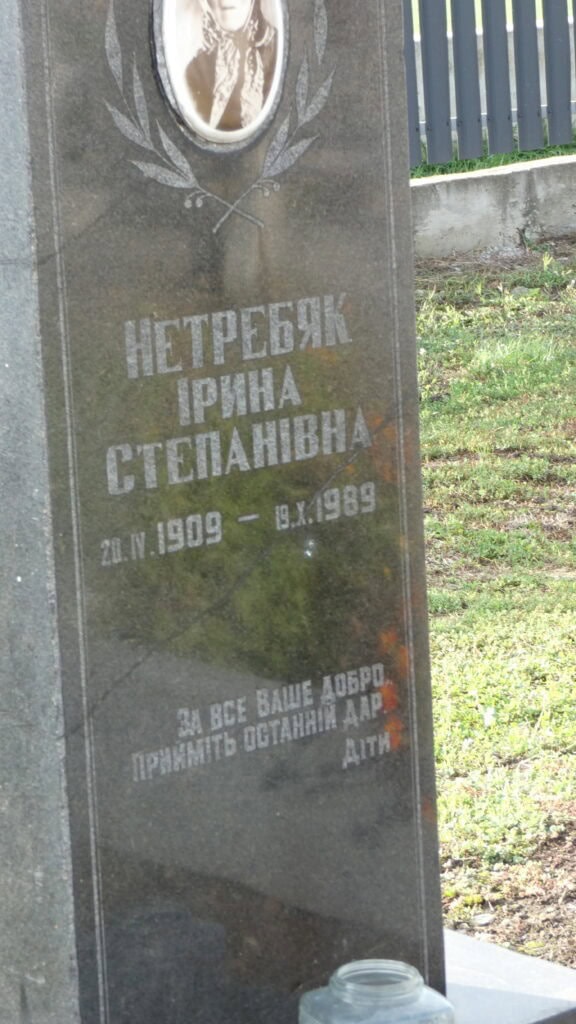 НЕТРЕБЯК
ІРИНА
СТЕПАНІВНА
20.IV.1909 – 19.X.1989
ЗА ВСЕ ВАШЕ ДОБРО
ПРИЙМІТЬ ОСТАННІЙ ДАР.
ДІТИ